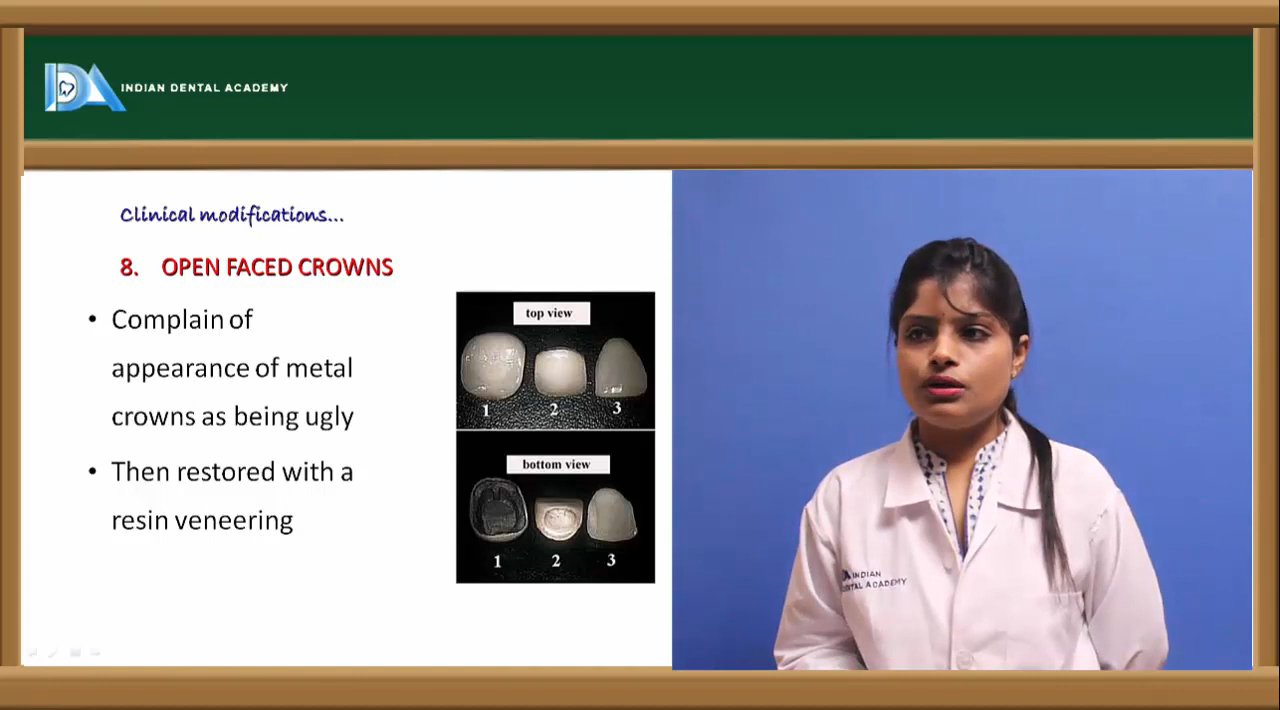 INDIAN DENTAL ACADEMY
Clinical modifications...
8. OPEN FACED CROWNS
• Complain of
appearance of metal
crowns as being ugly
• Then restored with a
resin veneering
top view
1 2 3
bottom view
1 2 3
INDIAN
DENTAL ACADEMY